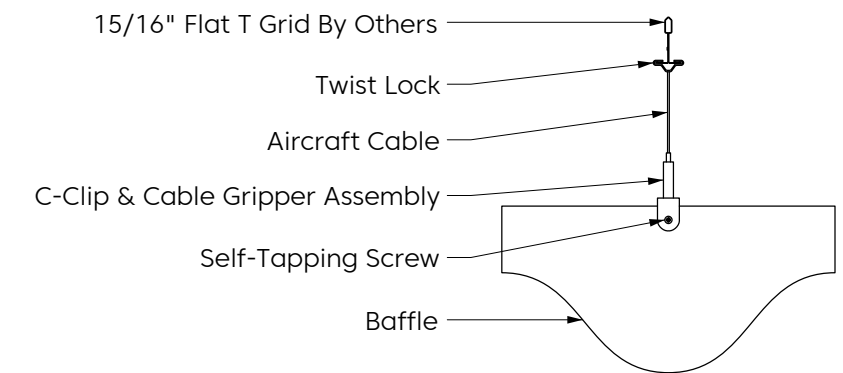 15/16" Flat T Grid By Others
Twist Lock
Aircraft Cable
C-Clip & Cable Gripper Assembly
Self-Tapping Screw
Baffle